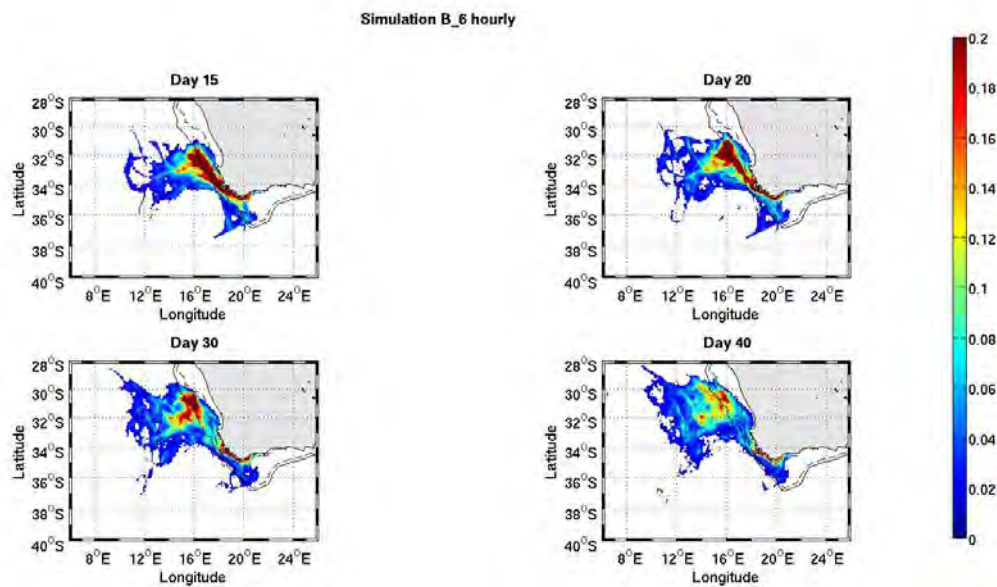 Simulation B_6 hourly
Day 15
28°S
30°S
32°S
34°S
36°S
38°S
40°S
Latitude
8°E 12°E 16°E 20°E 24°E
Longitude
Day 20
28°S
30°S
32°S
34°S
36°S
38°S
40°S
Latitude
8°E 12°E 16°E 20°E 24°E
Longitude
Day 30
28°S
30°S
32°S
34°S
36°S
38°S
40°S
Latitude
8°E 12°E 16°E 20°E 24°E
Longitude
Day 40
28°S
30°S
32°S
34°S
36°S
38°S
40°S
Latitude
8°E 12°E 16°E 20°E 24°E
Longitude
0.2
0.18
0.16
0.14
0.12
0.1
0.08
0.06
0.04
0.02
0